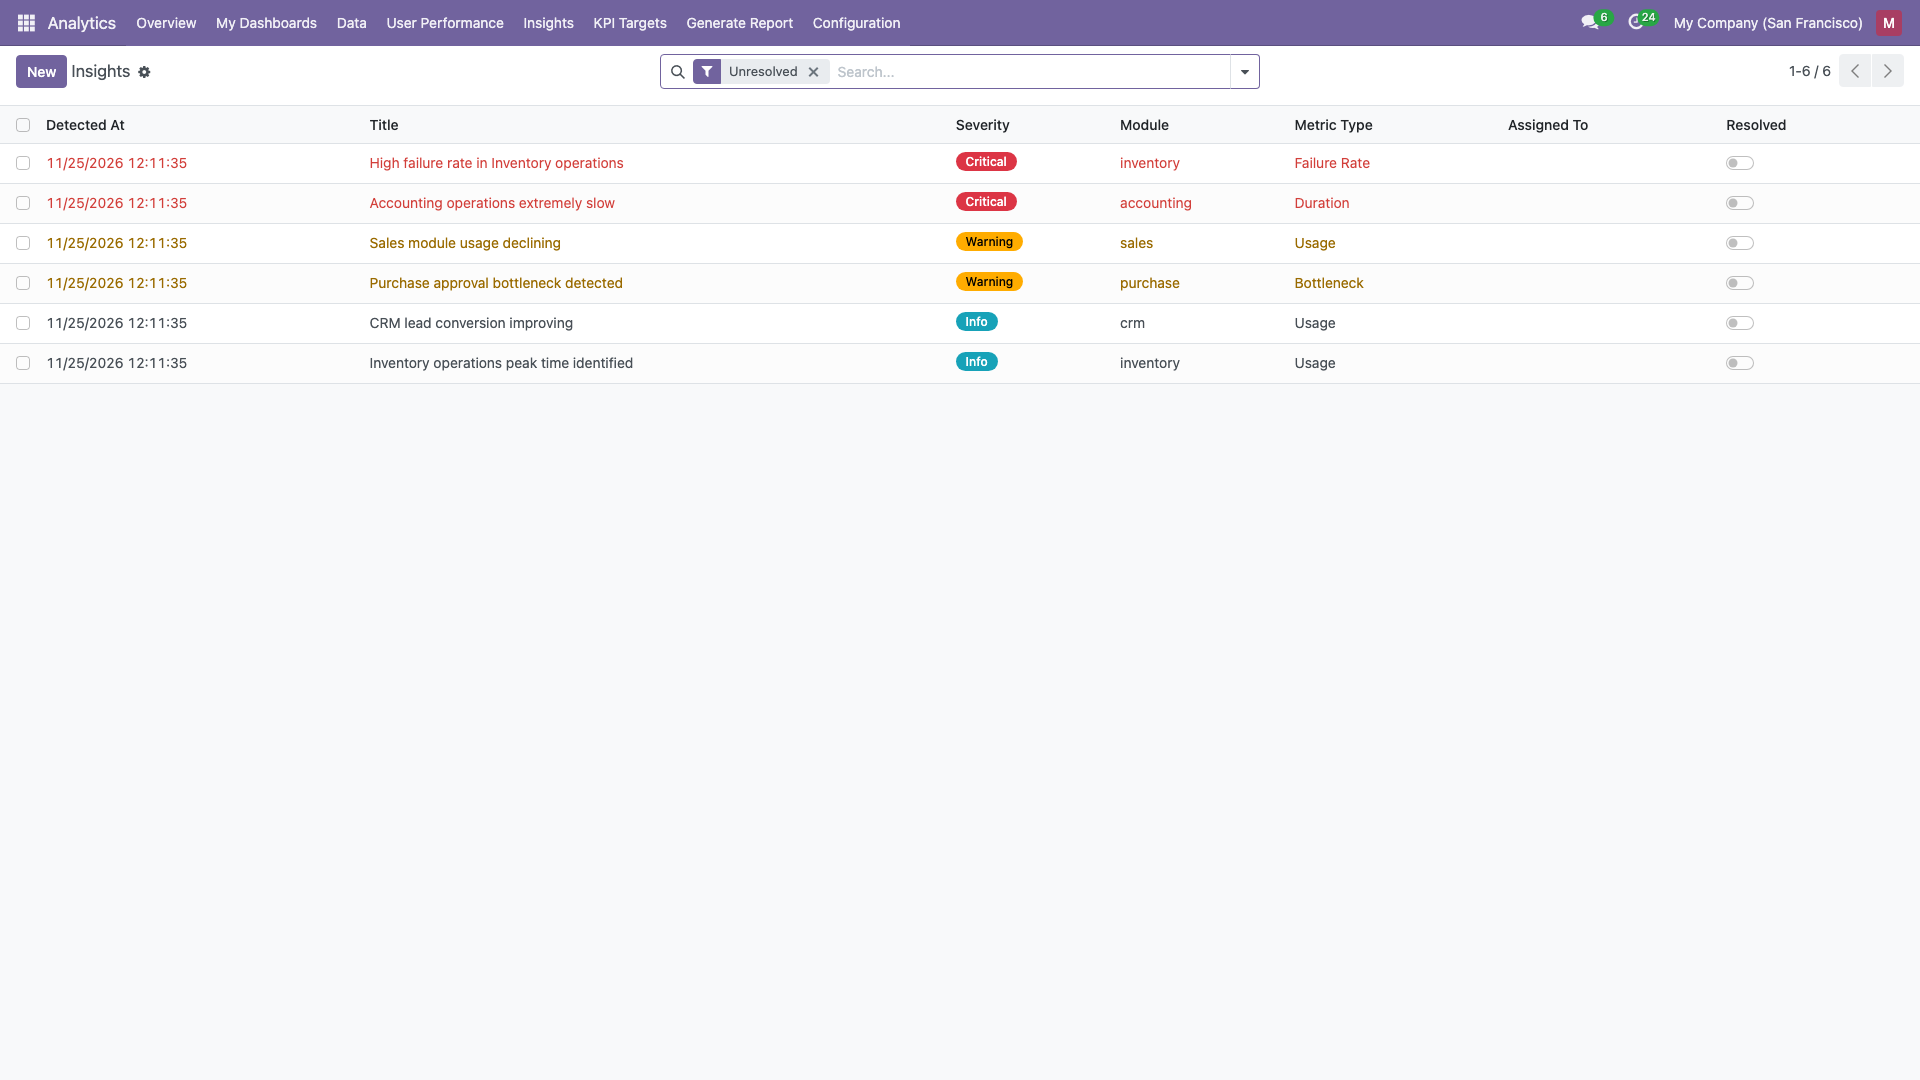 Analytics Overview My Dashboards Data User Performance Insights KPI Targets Generate Report Configuration 6 24 My Company (San Francisco) M
New Insights Unresolved Search... 1-6 / 6
Detected At Title Severity Module Metric Type Assigned To Resolved
11/25/2026 12:11:35 High failure rate in Inventory operations Critical inventory Failure Rate
11/25/2026 12:11:35 Accounting operations extremely slow Critical accounting Duration
11/25/2026 12:11:35 Sales module usage declining Warning sales Usage
11/25/2026 12:11:35 Purchase approval bottleneck detected Warning purchase Bottleneck
11/25/2026 12:11:35 CRM lead conversion improving Info crm Usage
11/25/2026 12:11:35 Inventory operations peak time identified Info inventory Usage